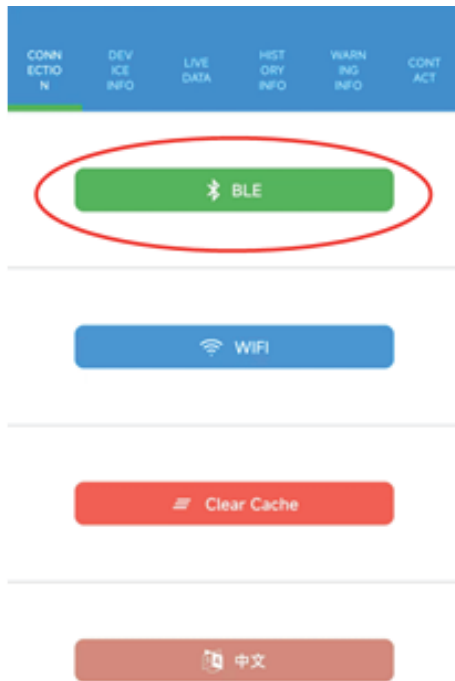 CONN
ECTIO
N
DEV
ICE
INFO
LIVE
DATA
HIST
ORY
INFO
WARN
ING
INFO
CONT
ACT
BLE
WIFI
Clear Cache
中文